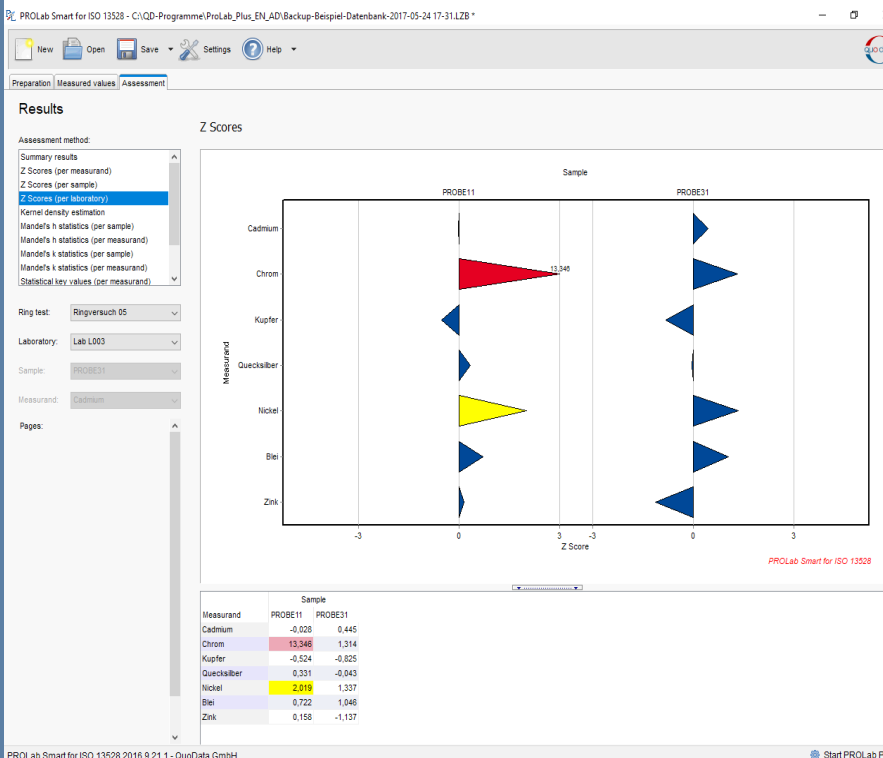 PROLab Smart for ISO 13528 - C:\QD-Programme\ProLab_Plus_EN_AD\Backup-Beispiel-Datenbank-2017-05-24 17-31.LZB *
New Open Save Settings Help
Preparation Measured values Assessment
Results
Z Scores
Assessment method:
Summary results
Z Scores (per measurand)
Z Scores (per sample)
Z Scores (per laboratory)
Kernel density estimation
Mandel's h statistics (per sample)
Mandel's h statistics (per measurand)
Mandel's k statistics (per sample)
Mandel's k statistics (per measurand)
Statistical key values (per measurand)
Ring test: Ringversuch 05
Laboratory: Lab L003
Sample: PROBE31
Measurand: Cadmium
Pages:
Sample
PROBE11 PROBE31
Measurand
Cadmium
Chrom
13,346
Kupfer
Quecksilber
Nickel
Blei
Zink
-3 0 3 -3 0 3
Z Score
PROLab Smart for ISO 13528
Sample
Measurand PROBE11 PROBE31
Cadmium -0,028 0,445
Chrom 13,346 1,314
Kupfer -0,524 -0,825
Quecksilber 0,331 -0,043
Nickel 2,019 1,337
Blei 0,722 1,046
Zink 0,158 -1,137
PROLab Smart for ISO 13528 2016.9.21.1 - QuoData GmbH
Start PROLab P